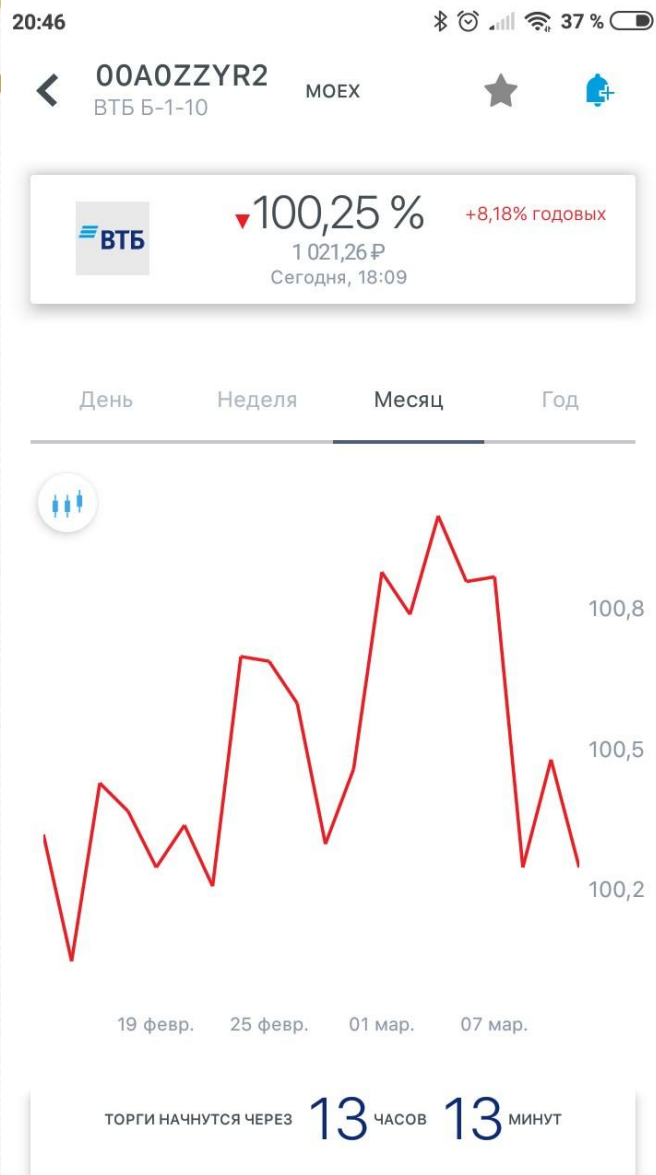 20:46
37 %
00A0ZZYR2
ВТБ Б-1-10
MOEX
ВТБ
100,25 %
+8,18% годовых
1 021,26 ₽
Сегодня, 18:09
День
Неделя
Месяц
Год
100,8
100,5
100,2
19 февр.
25 февр.
01 мар.
07 мар.
ТОРГИ НАЧНУТСЯ ЧЕРЕЗ 13 ЧАСОВ 13 МИНУТ